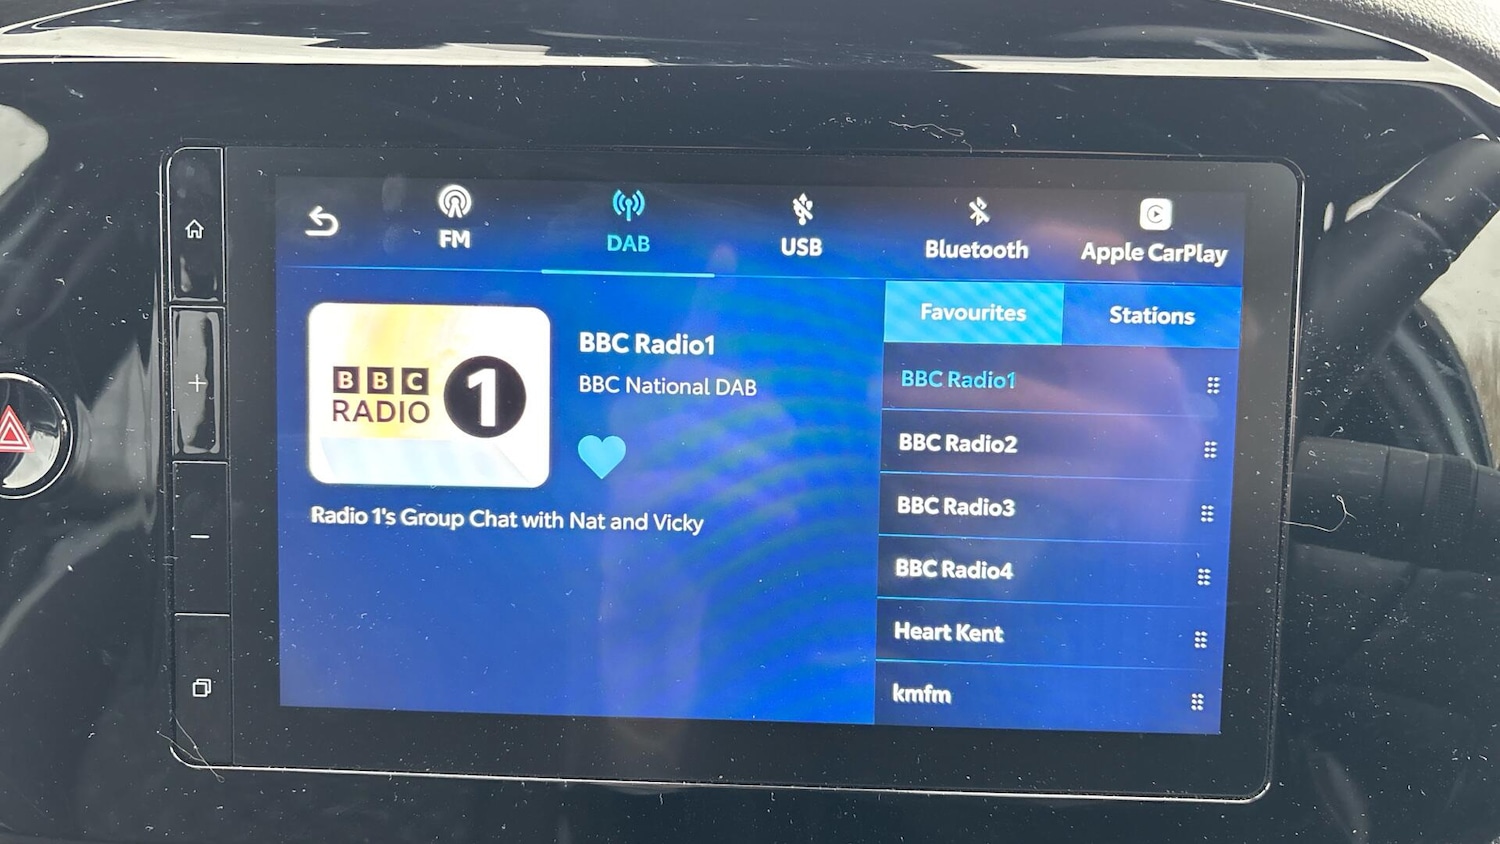 FM
DAB
USB
Bluetooth
Apple CarPlay
BBC
RADIO
1
BBC Radio1
BBC National DAB
Radio 1's Group Chat with Nat and Vicky
Favourites
Stations
BBC Radio1
BBC Radio2
BBC Radio3
BBC Radio4
Heart Kent
kmfm